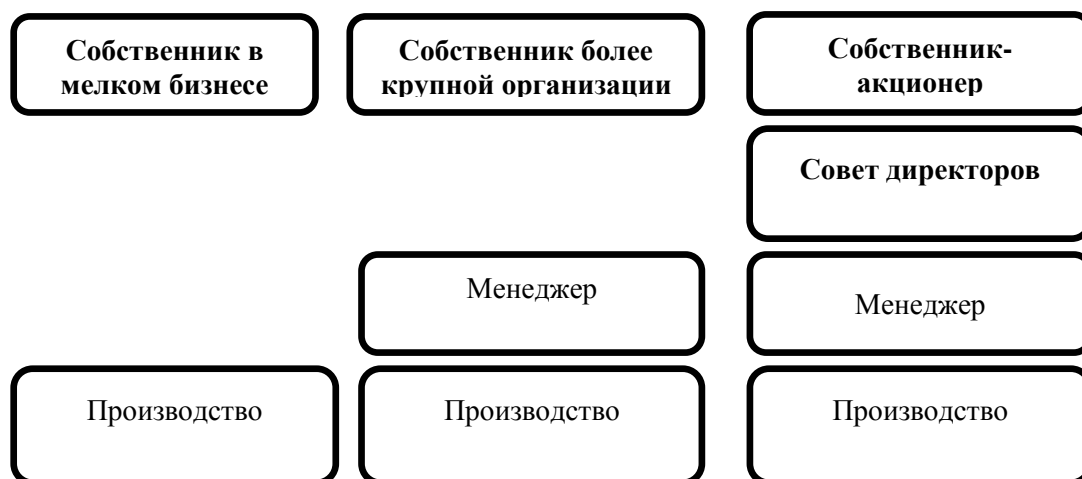 Собственник в
мелком бизнесе
Собственник более
крупной организации
Собственник-
акционер
Совет директоров
Менеджер
Менеджер
Производство
Производство
Производство